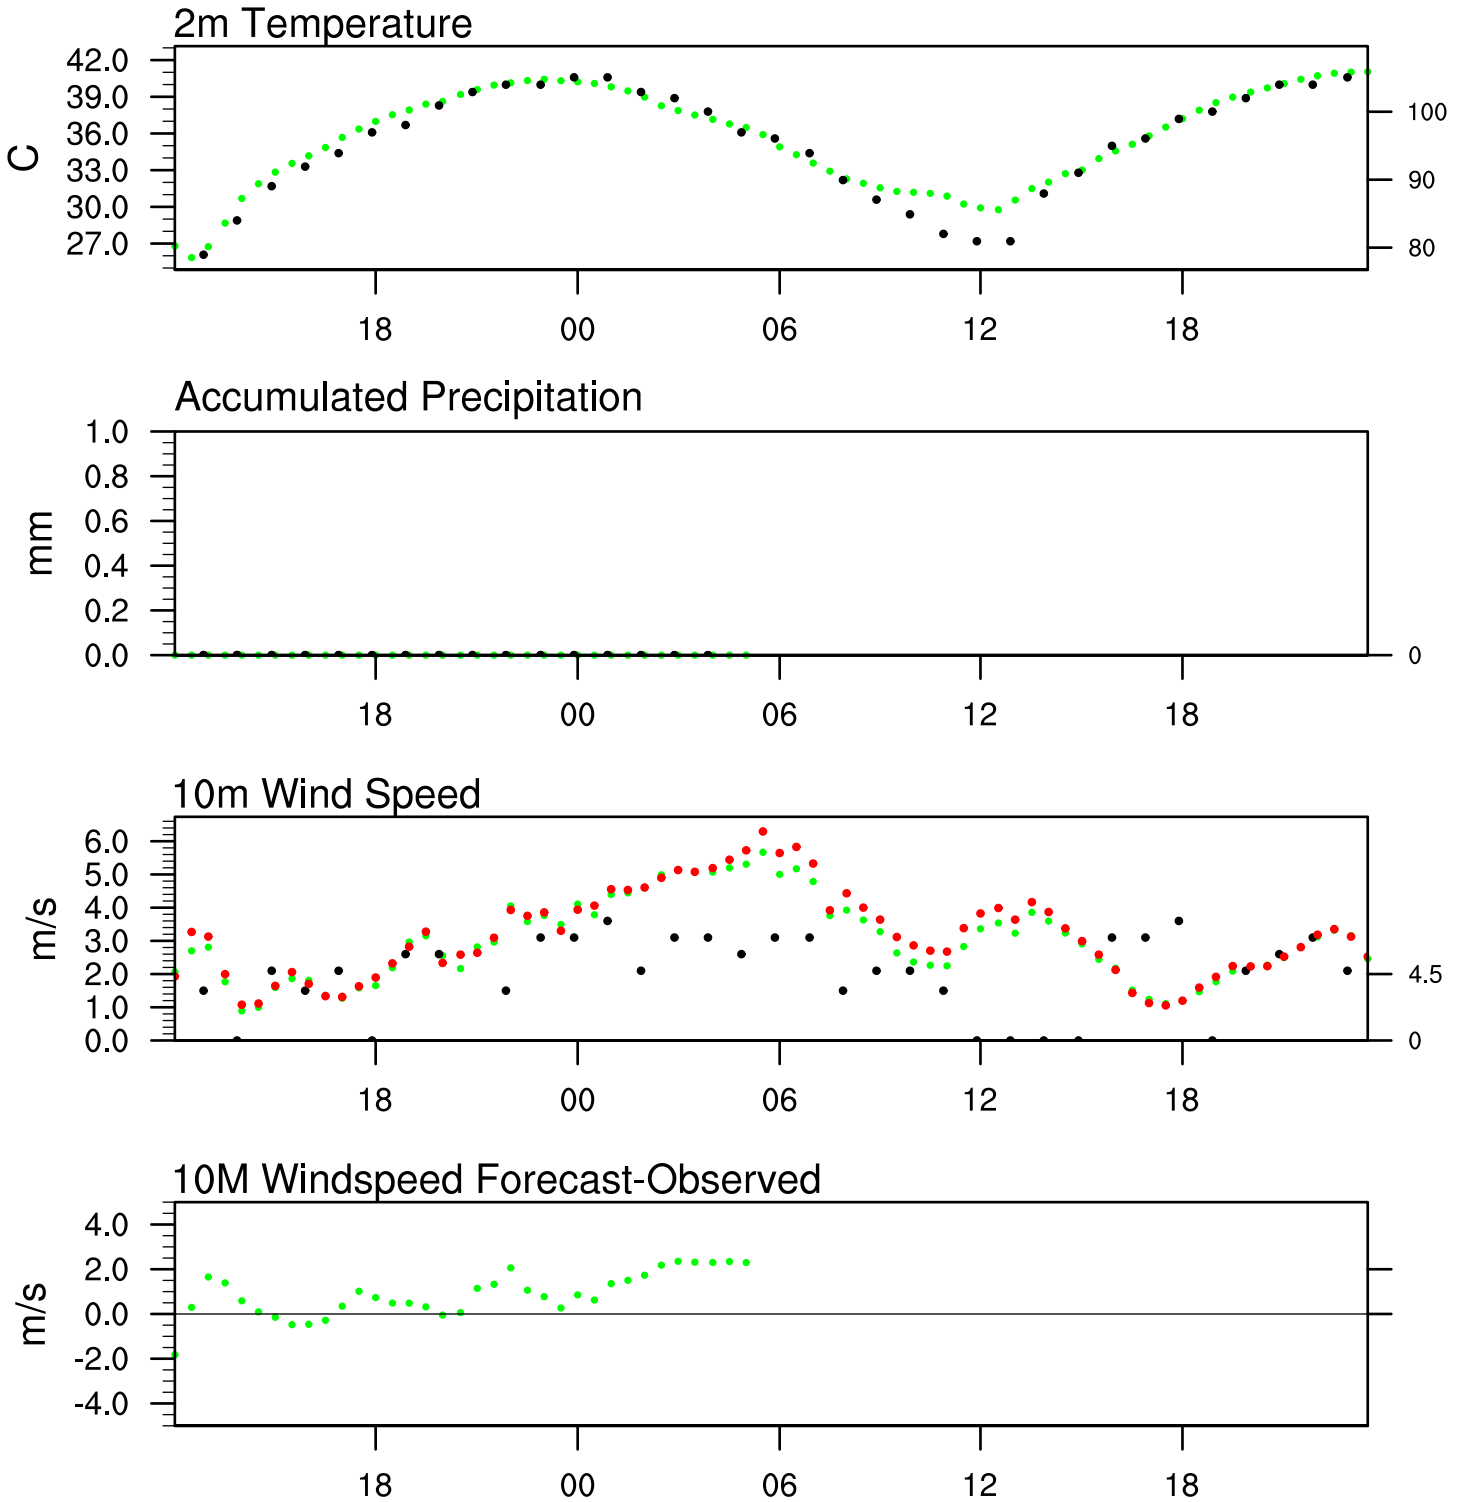 2m Temperature
42.0
39.0
36.0
33.0
30.0
27.0
C
100
90
80
18 00 06 12 18
Accumulated Precipitation
1.0
0.8
0.6
0.4
0.2
0.0
mm
0
18 00 06 12 18
10m Wind Speed
6.0
5.0
4.0
3.0
2.0
1.0
0.0
m/s
4.5
0
18 00 06 12 18
10M Windspeed Forecast-Observed
4.0
2.0
0.0
-2.0
-4.0
m/s
18 00 06 12 18